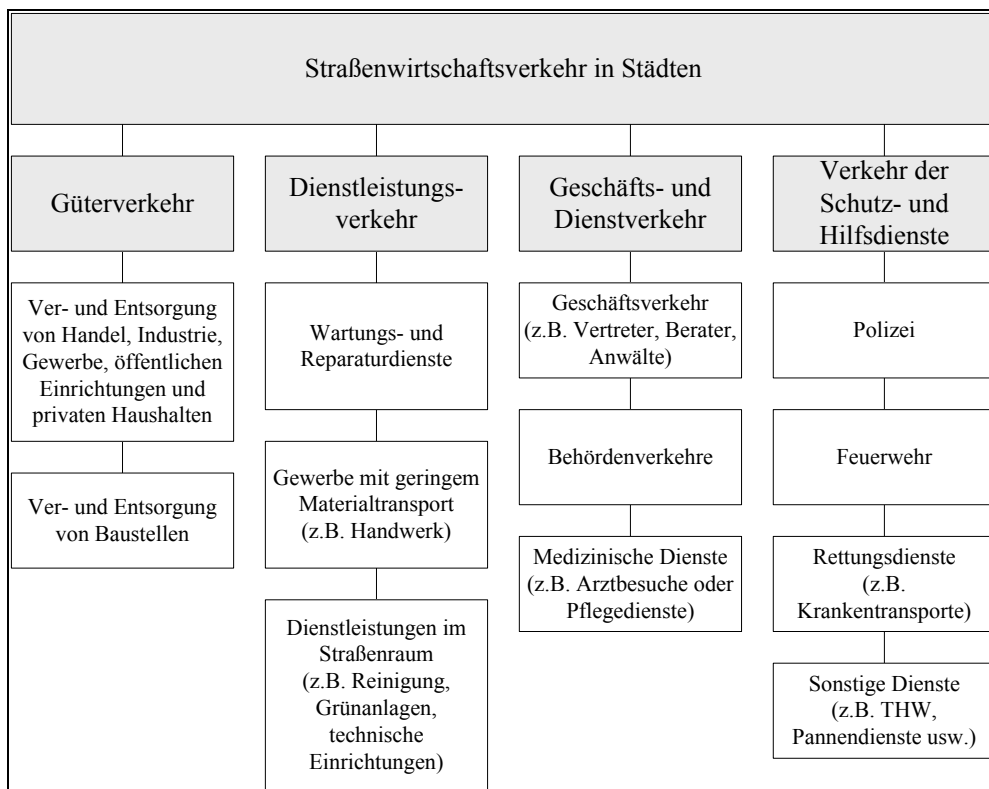 Straßenwirtschaftsverkehr in Städten
Güterverkehr
Ver- und Entsorgung
von Handel, Industrie,
Gewerbe, öffentlichen
Einrichtungen und
privaten Haushalten
Ver- und Entsorgung
von Baustellen
Dienstleistungs-
verkehr
Wartungs- und
Reparaturdienste
Gewerbe mit geringem
Materialtransport
(z.B. Handwerk)
Dienstleistungen im
Straßenraum
(z.B. Reinigung,
Grünanlagen,
technische
Einrichtungen)
Geschäfts- und
Dienstverkehr
Geschäftsverkehr
(z.B. Vertreter, Berater,
Anwälte)
Behördenverkehre
Medizinische Dienste
(z.B. Arztbesuche oder
Pflegedienste)
Verkehr der
Schutz- und
Hilfsdienste
Polizei
Feuerwehr
Rettungsdienste
(z.B.
Krankentransporte)
Sonstige Dienste
(z.B. THW,
Pannendienste usw.)